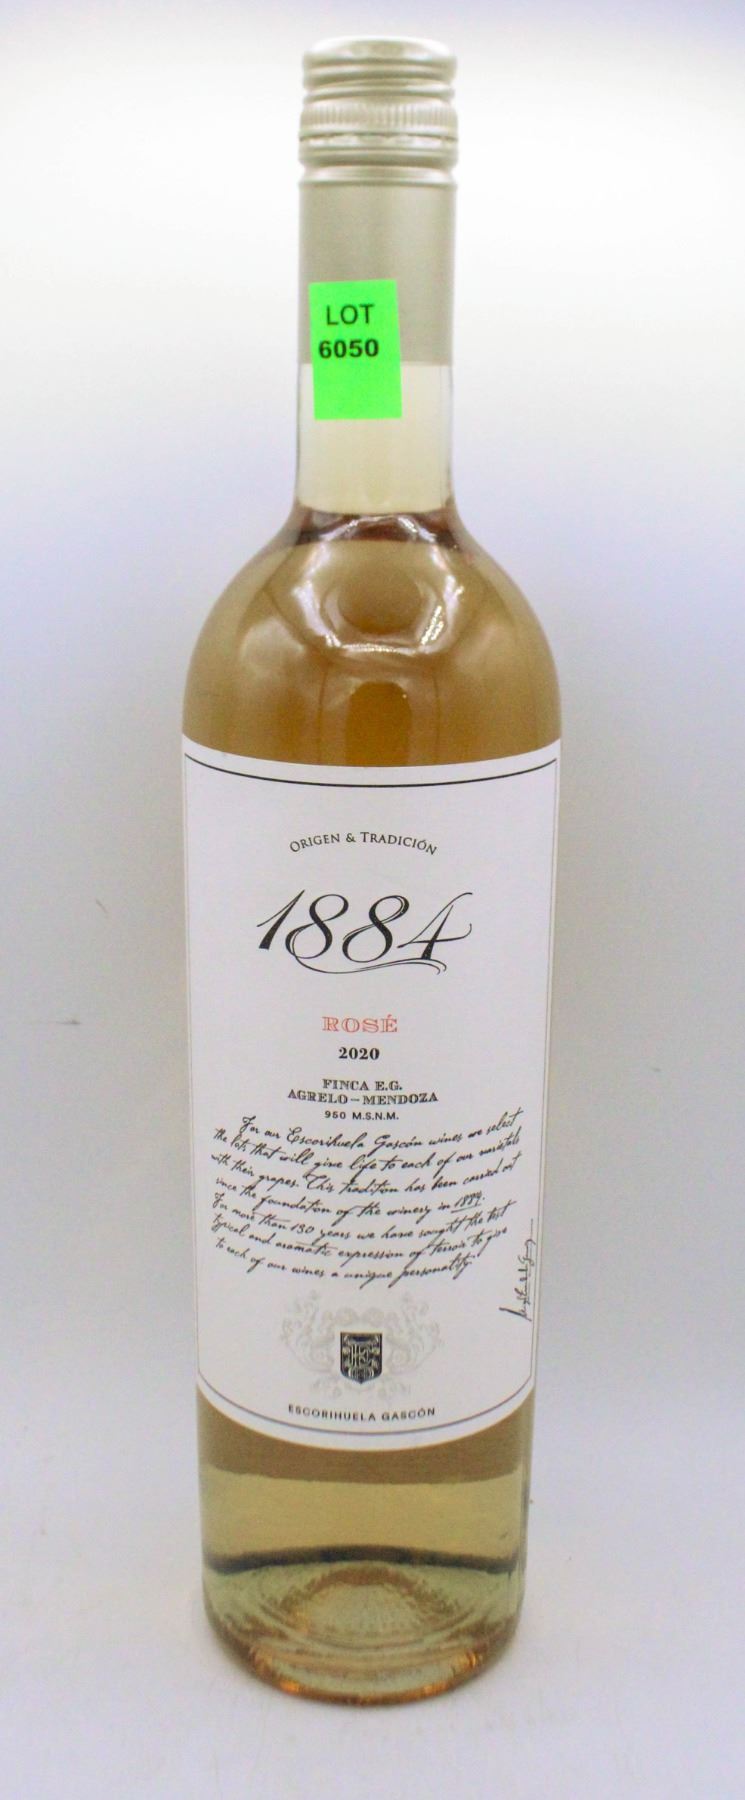 LOT
6050
ORIGEN & TRADICIÓN
1884
ROSÉ
2020
FINCA E.G.
AGRELO – MENDOZA
950 M.S.N.M.
For our Escorihuela Gascón wines we select
the lots that will give life to each of our varietals
with their grapes. This tradition has been carried out
since the foundation of the winery in 1884.
For more than 130 years we have sought the best
typical and aromatic expression of terroir to give
to each of our wines a unique personality.
ESCORIHUELA GASCÓN